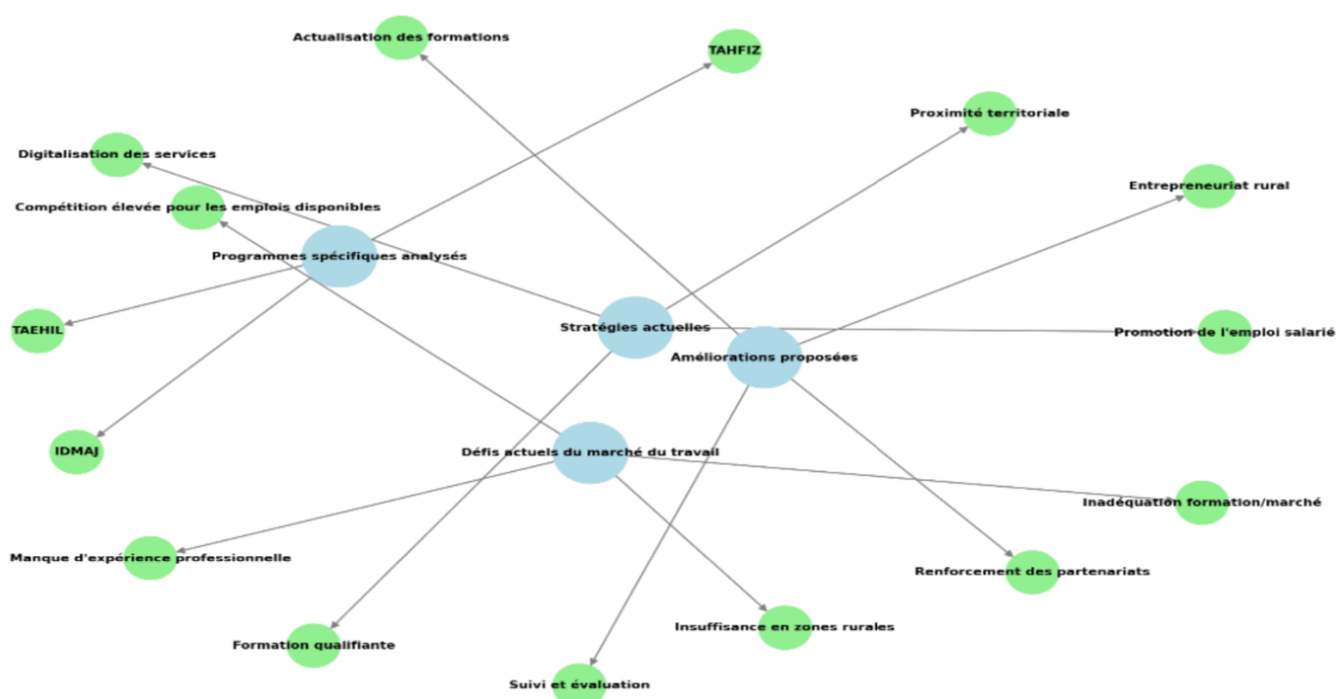 Actualisation des formations
TAHFIZ
Proximité territoriale
Digitalisation des services
Entrepreneuriat rural
Compétition élevée pour les emplois disponibles
Programmes spécifiques analysés
TAEHIL
Stratégies actuelles
Promotion de l'emploi salarié
Améliorations proposées
IDMAJ
Défis actuels du marché du travail
Inadéquation formation/marché
Manque d'expérience professionnelle
Renforcement des partenariats
Insuffisance en zones rurales
Formation qualifiante
Suivi et évaluation